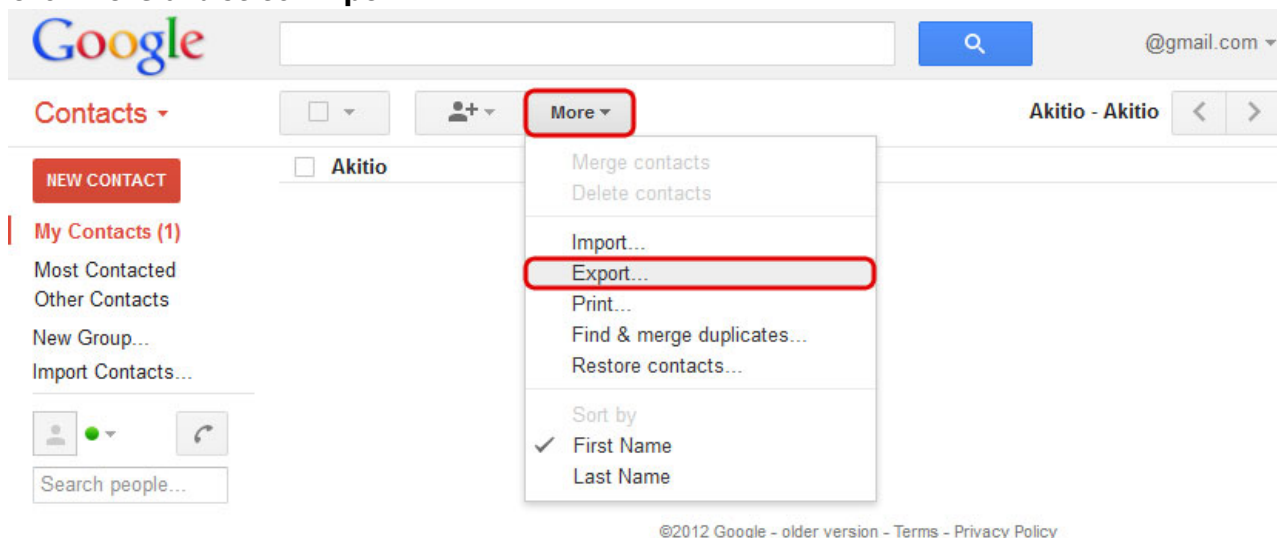 Google
@gmail.com
Contacts
More
Akitio - Akitio
NEW CONTACT
Akitio
My Contacts (1)
Most Contacted
Other Contacts
New Group...
Import Contacts...
Search people...
Merge contacts
Delete contacts
Import...
Export...
Print...
Find & merge duplicates...
Restore contacts...
Sort by
First Name
Last Name
©2012 Google - older version - Terms - Privacy Policy